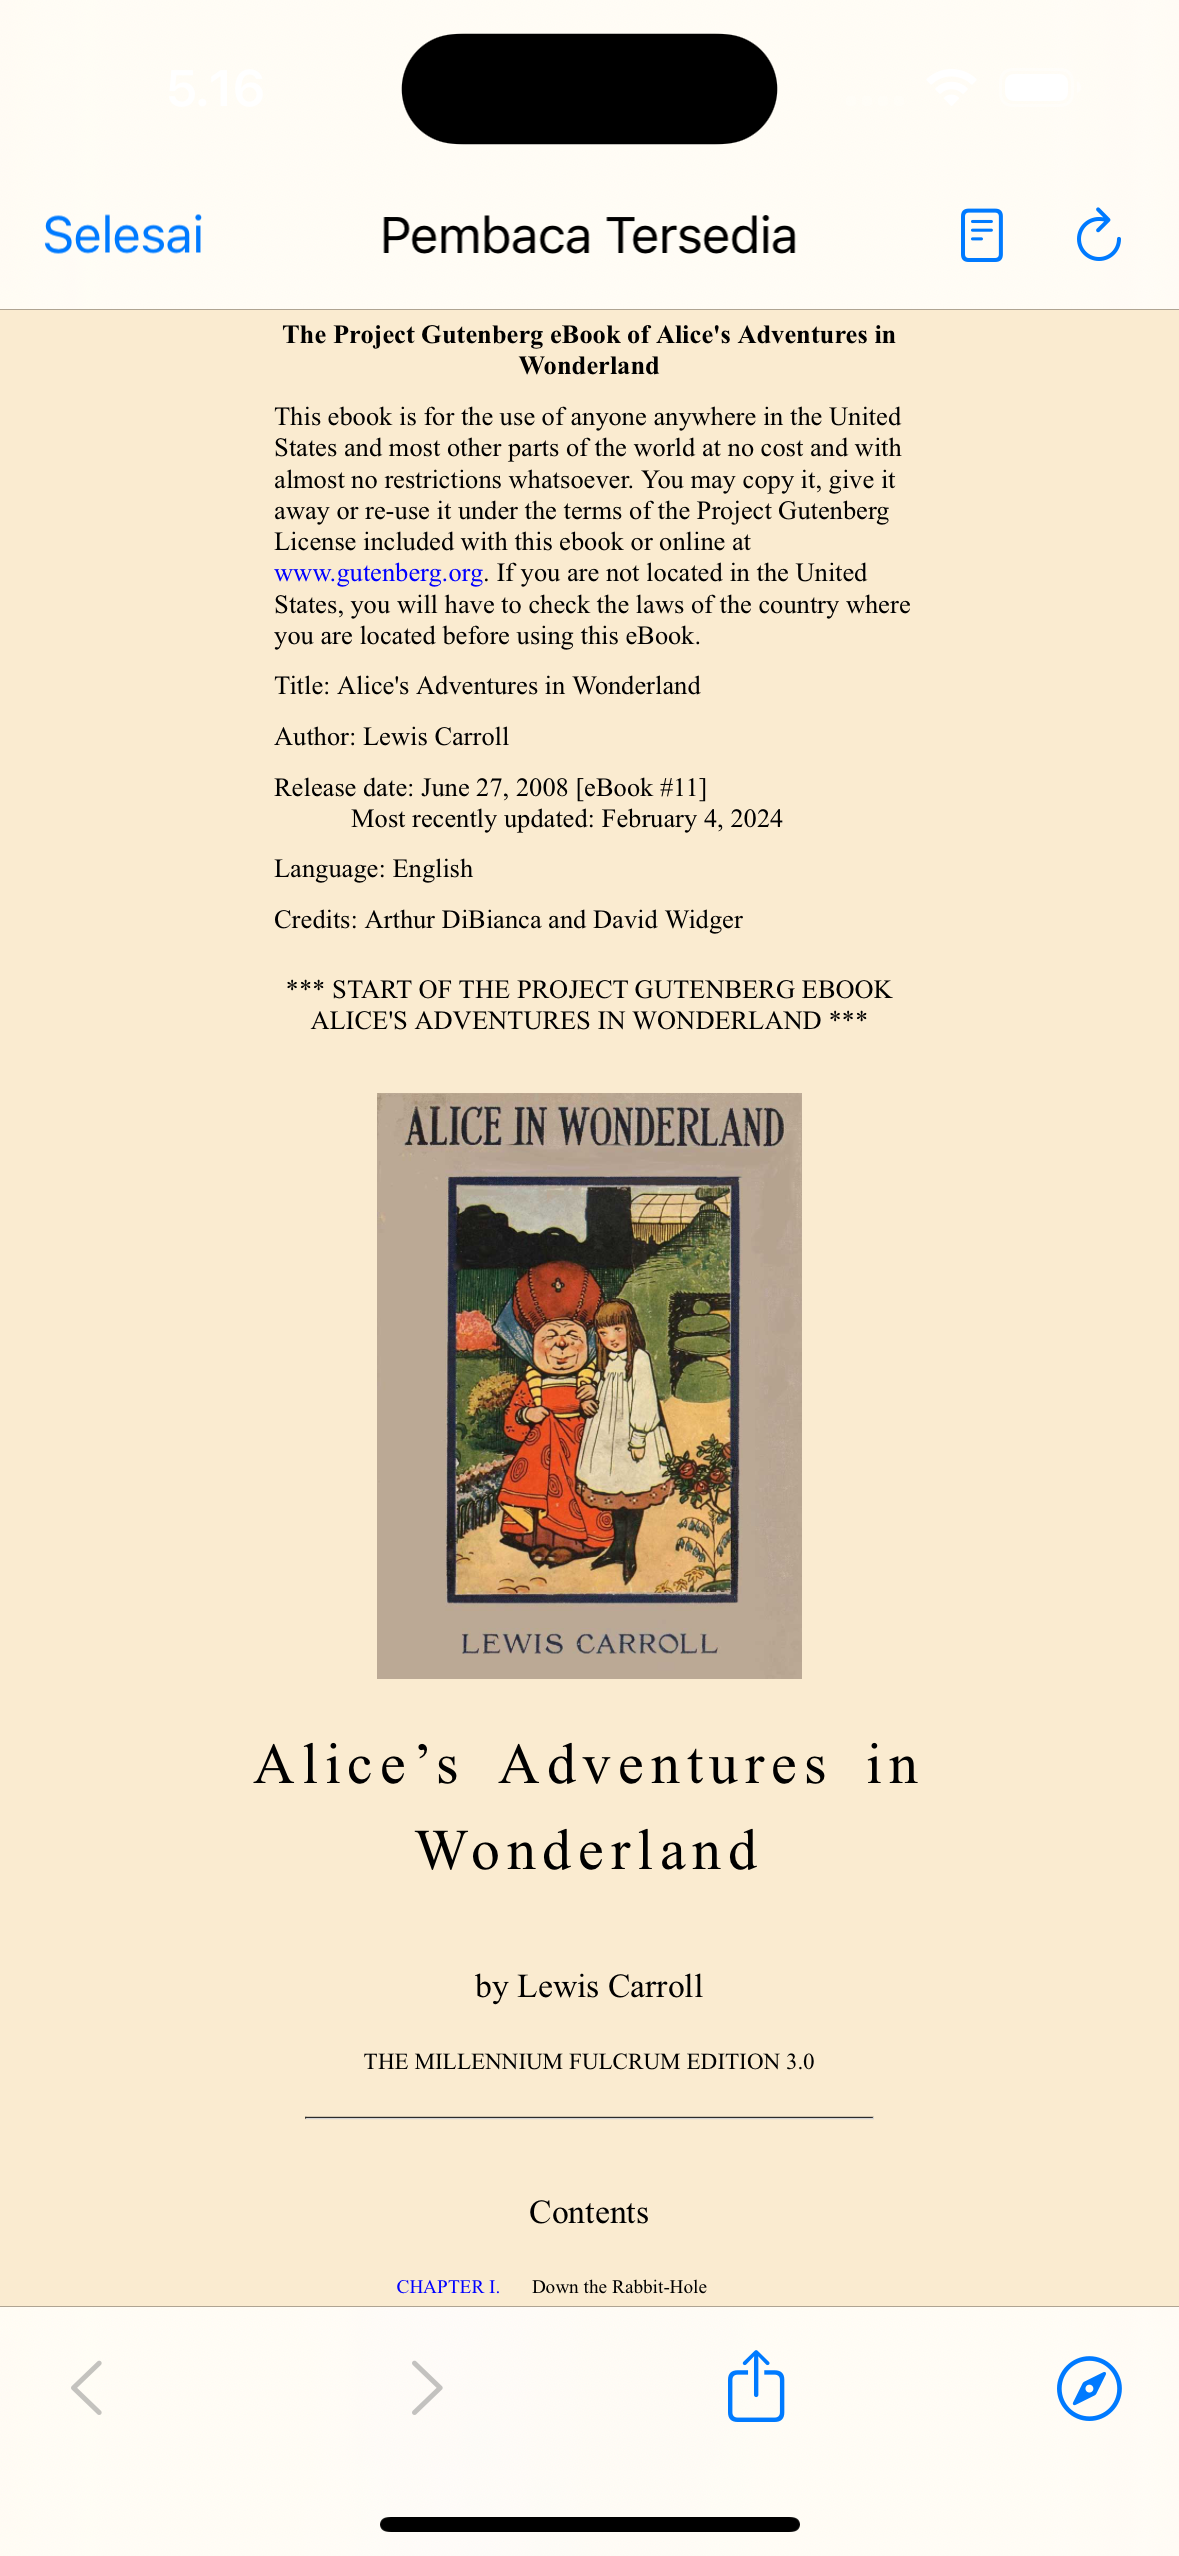 5.16
Selesai
Pembaca Tersedia
The Project Gutenberg eBook of Alice's Adventures in
Wonderland
This ebook is for the use of anyone anywhere in the United
States and most other parts of the world at no cost and with
almost no restrictions whatsoever. You may copy it, give it
away or re-use it under the terms of the Project Gutenberg
License included with this ebook or online at
www.gutenberg.org. If you are not located in the United
States, you will have to check the laws of the country where
you are located before using this eBook.
Title: Alice's Adventures in Wonderland
Author: Lewis Carroll
Release date: June 27, 2008 [eBook #11]
Most recently updated: February 4, 2024
Language: English
Credits: Arthur DiBianca and David Widger
*** START OF THE PROJECT GUTENBERG EBOOK
ALICE'S ADVENTURES IN WONDERLAND ***
ALICE IN WONDERLAND
LEWIS CARROLL
Alice’s Adventures in
Wonderland
by Lewis Carroll
THE MILLENNIUM FULCRUM EDITION 3.0
Contents
CHAPTER I. Down the Rabbit-Hole